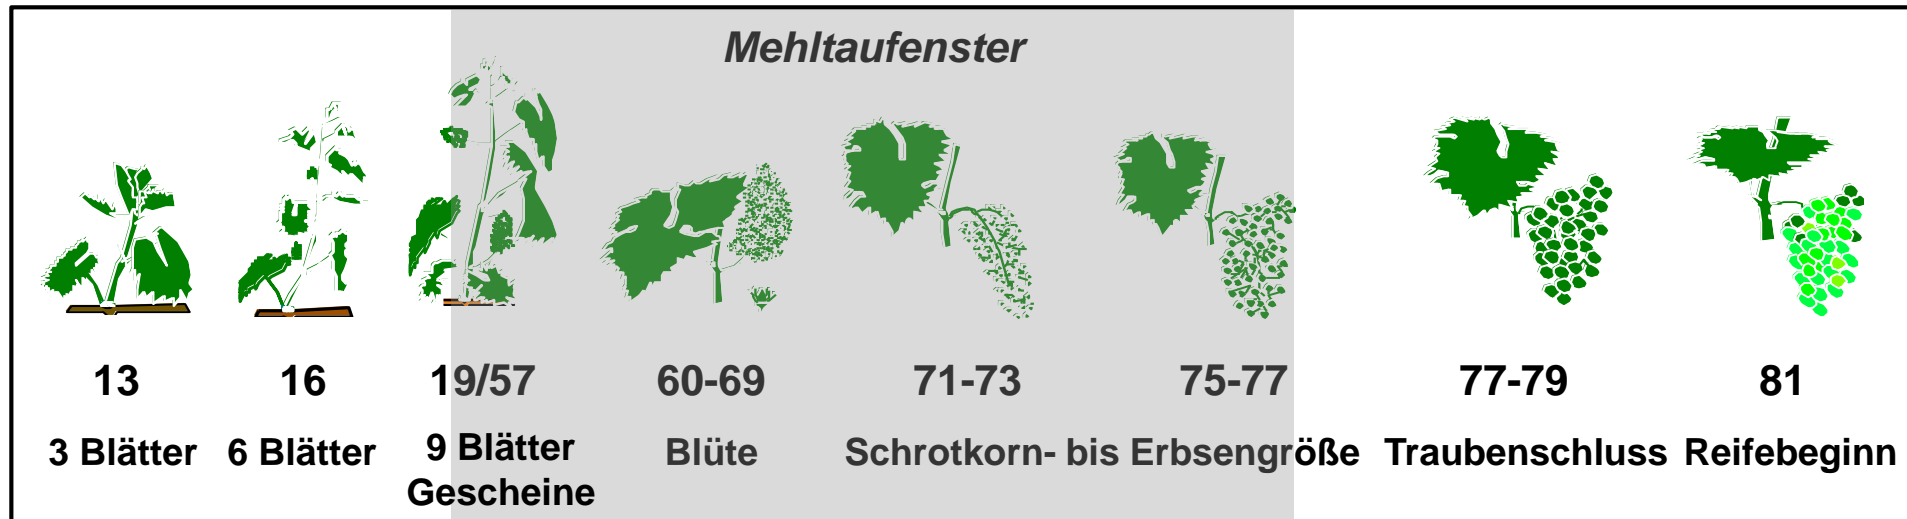 Mehltaufenster
13 16 19/57 60-69 71-73 75-77 77-79 81
3 Blätter 6 Blätter 9 Blätter Blüte Schrotkorn- bis Erbsengröße Traubenschluss Reifebeginn
Gescheine